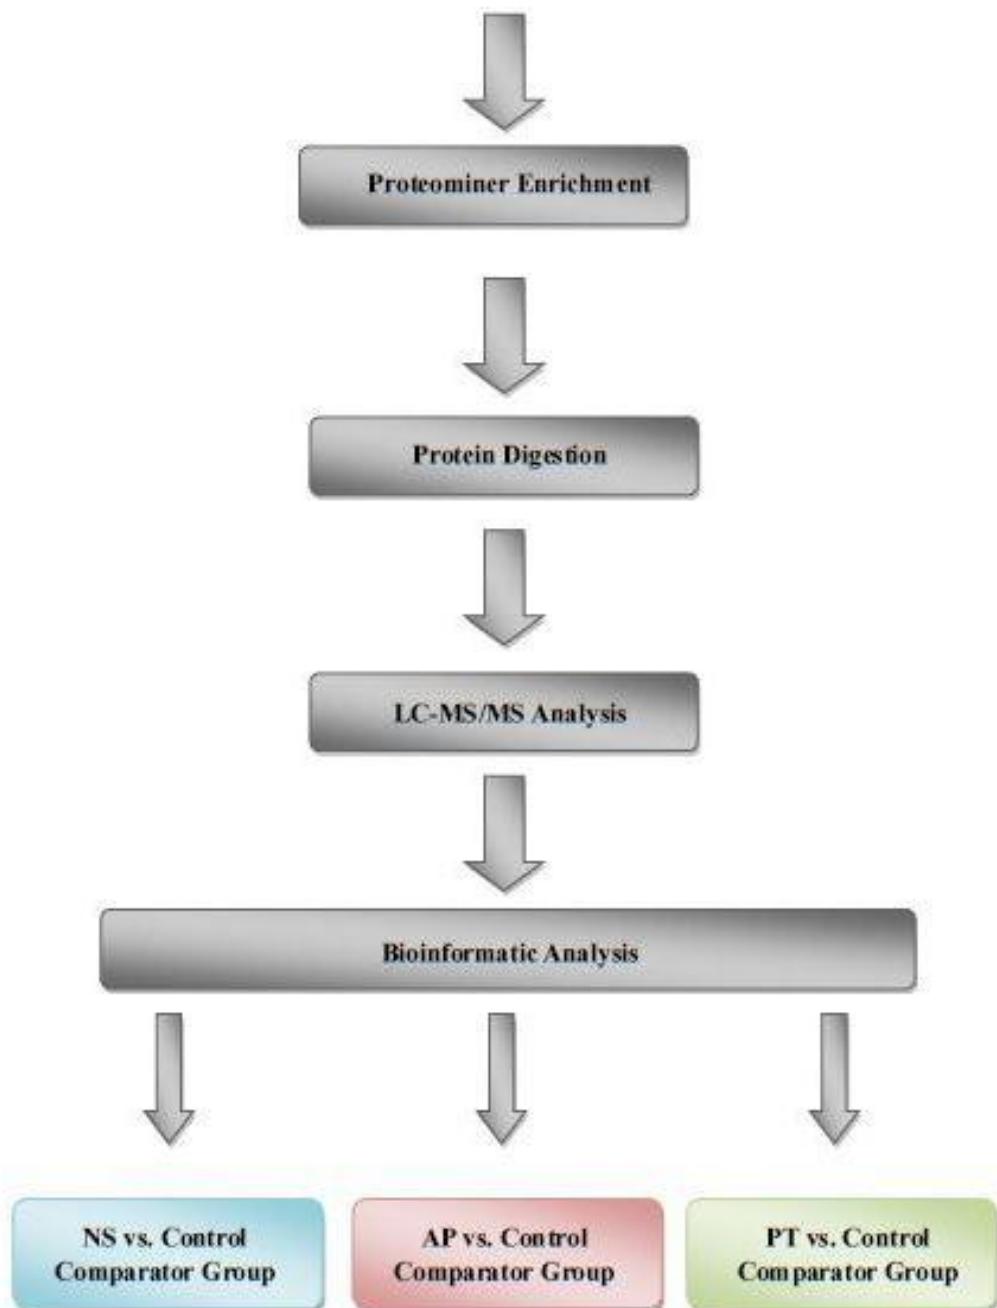 Proteominer Enrichment
Protein Digestion
LC-MS/MS Analysis
Bioinformatic Analysis
NS vs. Control
Comparator Group
AP vs. Control
Comparator Group
PT vs. Control
Comparator Group